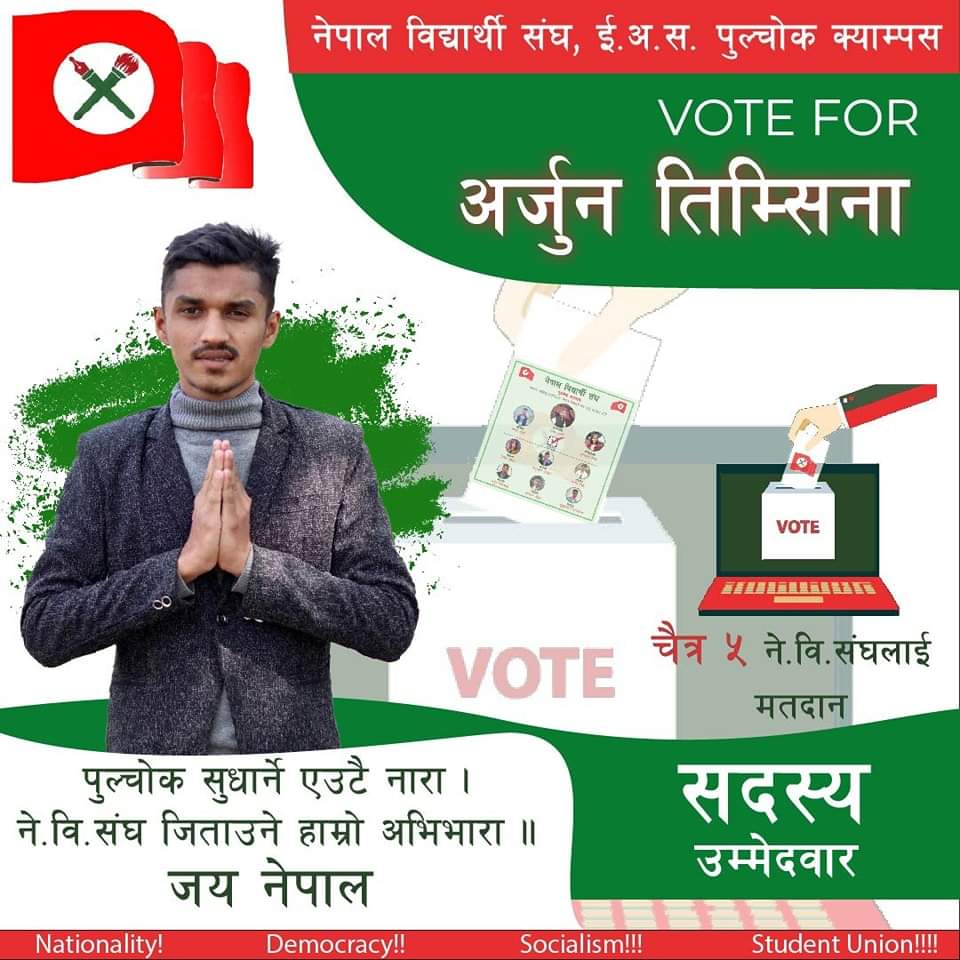 नेपाल विद्यार्थी संघ, ई.अ.स. पुल्चोक क्याम्पस
VOTE FOR
अर्जुन तिम्सिना
नेपाल विद्यार्थी संघ
VOTE
VOTE
चैत्र ५ ने.वि.संघलाई
मतदान
पुल्चोक सुधार्ने एउटै नारा ।
ने.वि.संघ जिताउने हाम्रो अभिभारा ॥
जय नेपाल
सदस्य
उम्मेदवार
Nationality! Democracy!! Socialism!!! Student Union!!!!